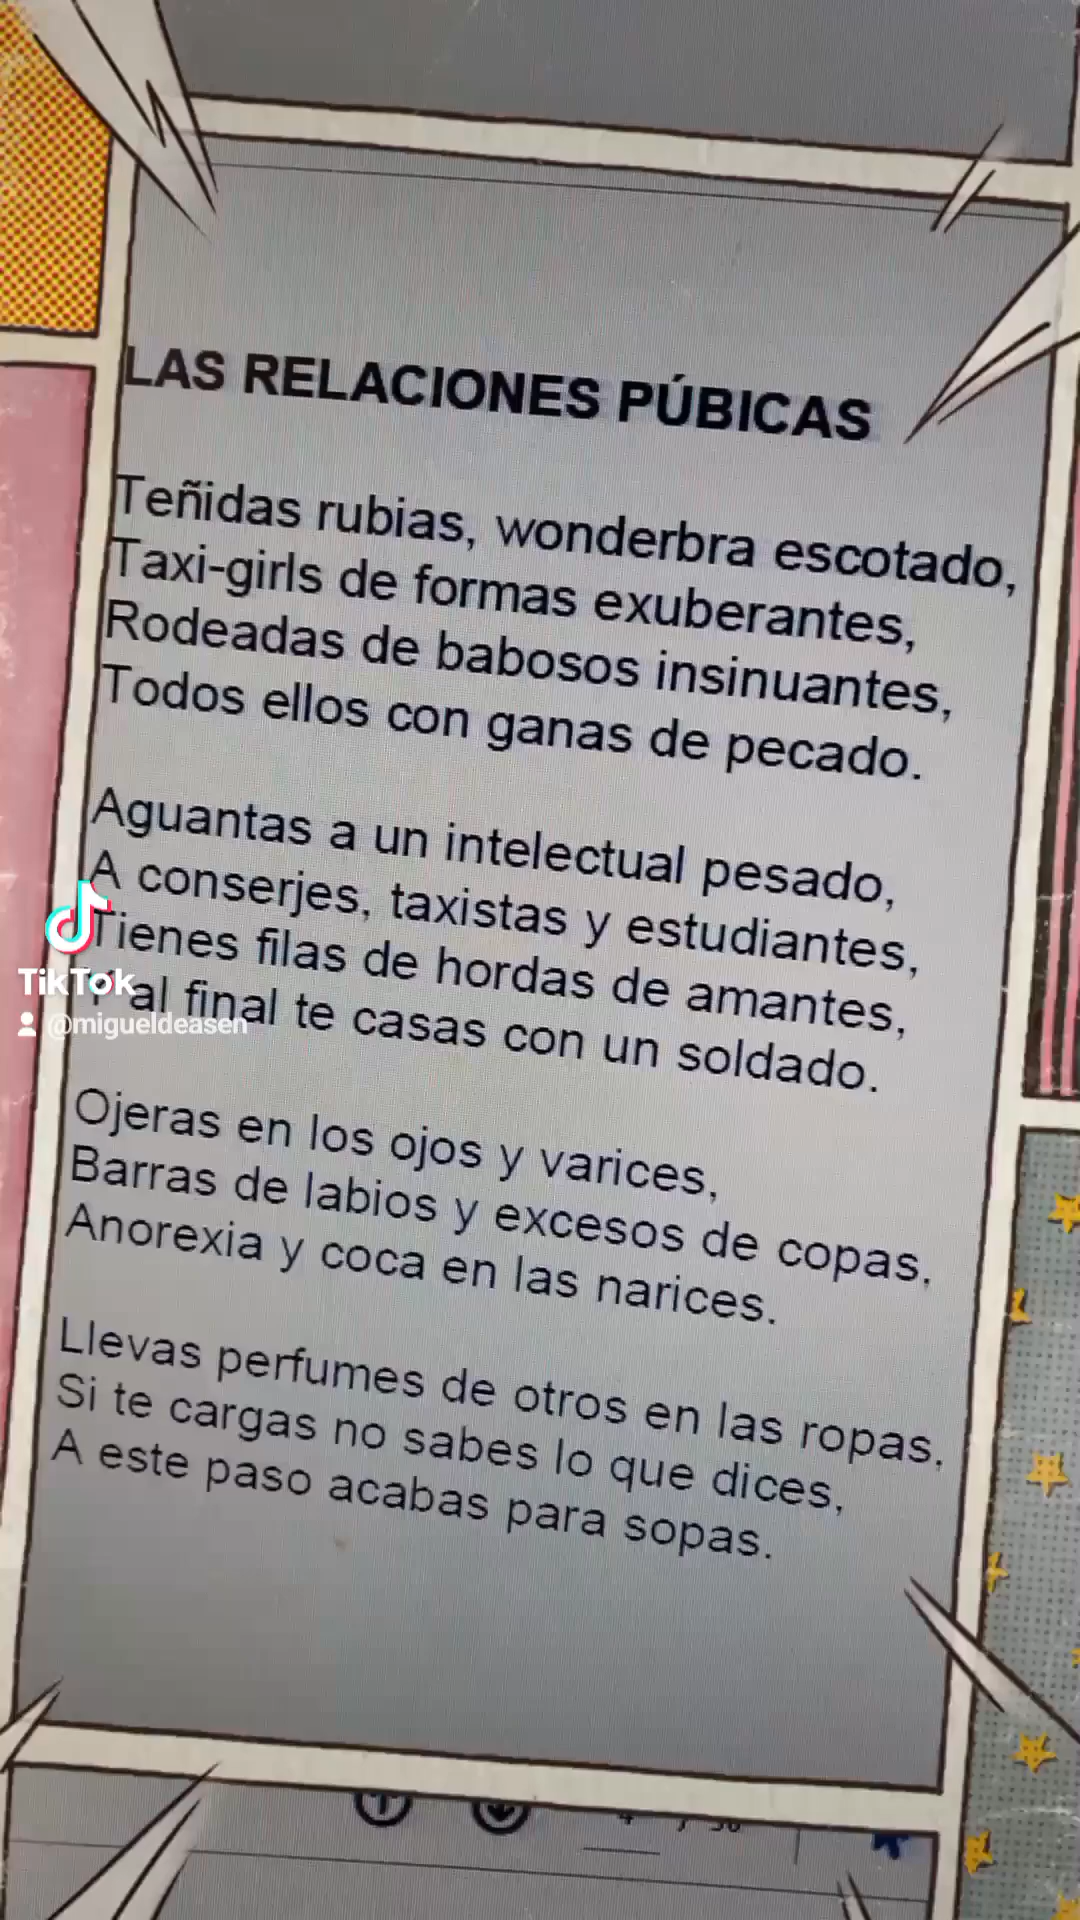 LAS RELACIONES PÚBICAS
Teñidas rubias, wonderbra escotado,
Taxi-girls de formas exuberantes,
Rodeadas de babosos insinuantes,
Todos ellos con ganas de pecado.
Aguantas a un intelectual pesado,
A conserjes, taxistas y estudiantes,
Tienes filas de hordas de amantes,
Y al final te casas con un soldado.
Ojeras en los ojos y varices,
Barras de labios y excesos de copas,
Anorexia y coca en las narices.
Llevas perfumes de otros en las ropas,
Si te cargas no sabes lo que dices,
A este paso acabas para sopas.
TikTok
@migueldeasen